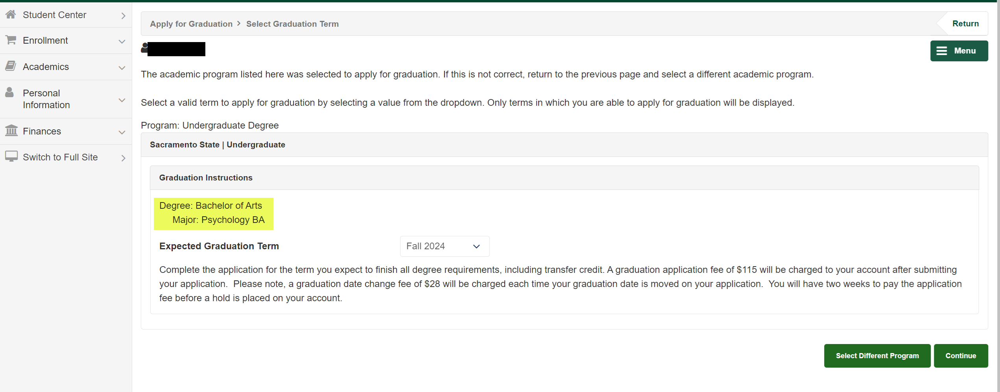 Student Center
Enrollment
Academics
Personal
Information
Finances
Switch to Full Site
Apply for Graduation > Select Graduation Term
Return
Menu
The academic program listed here was selected to apply for graduation. If this is not correct, return to the previous page and select a different academic program.
Select a valid term to apply for graduation by selecting a value from the dropdown. Only terms in which you are able to apply for graduation will be displayed.
Program: Undergraduate Degree
Sacramento State | Undergraduate
Graduation Instructions
Degree: Bachelor of Arts
Major: Psychology BA
Expected Graduation Term
Fall 2024
Complete the application for the term you expect to finish all degree requirements, including transfer credit. A graduation application fee of $115 will be charged to your account after submitting
your application.  Please note, a graduation date change fee of $28 will be charged each time your graduation date is moved on your application.  You will have two weeks to pay the application
fee before a hold is placed on your account.
Select Different Program
Continue